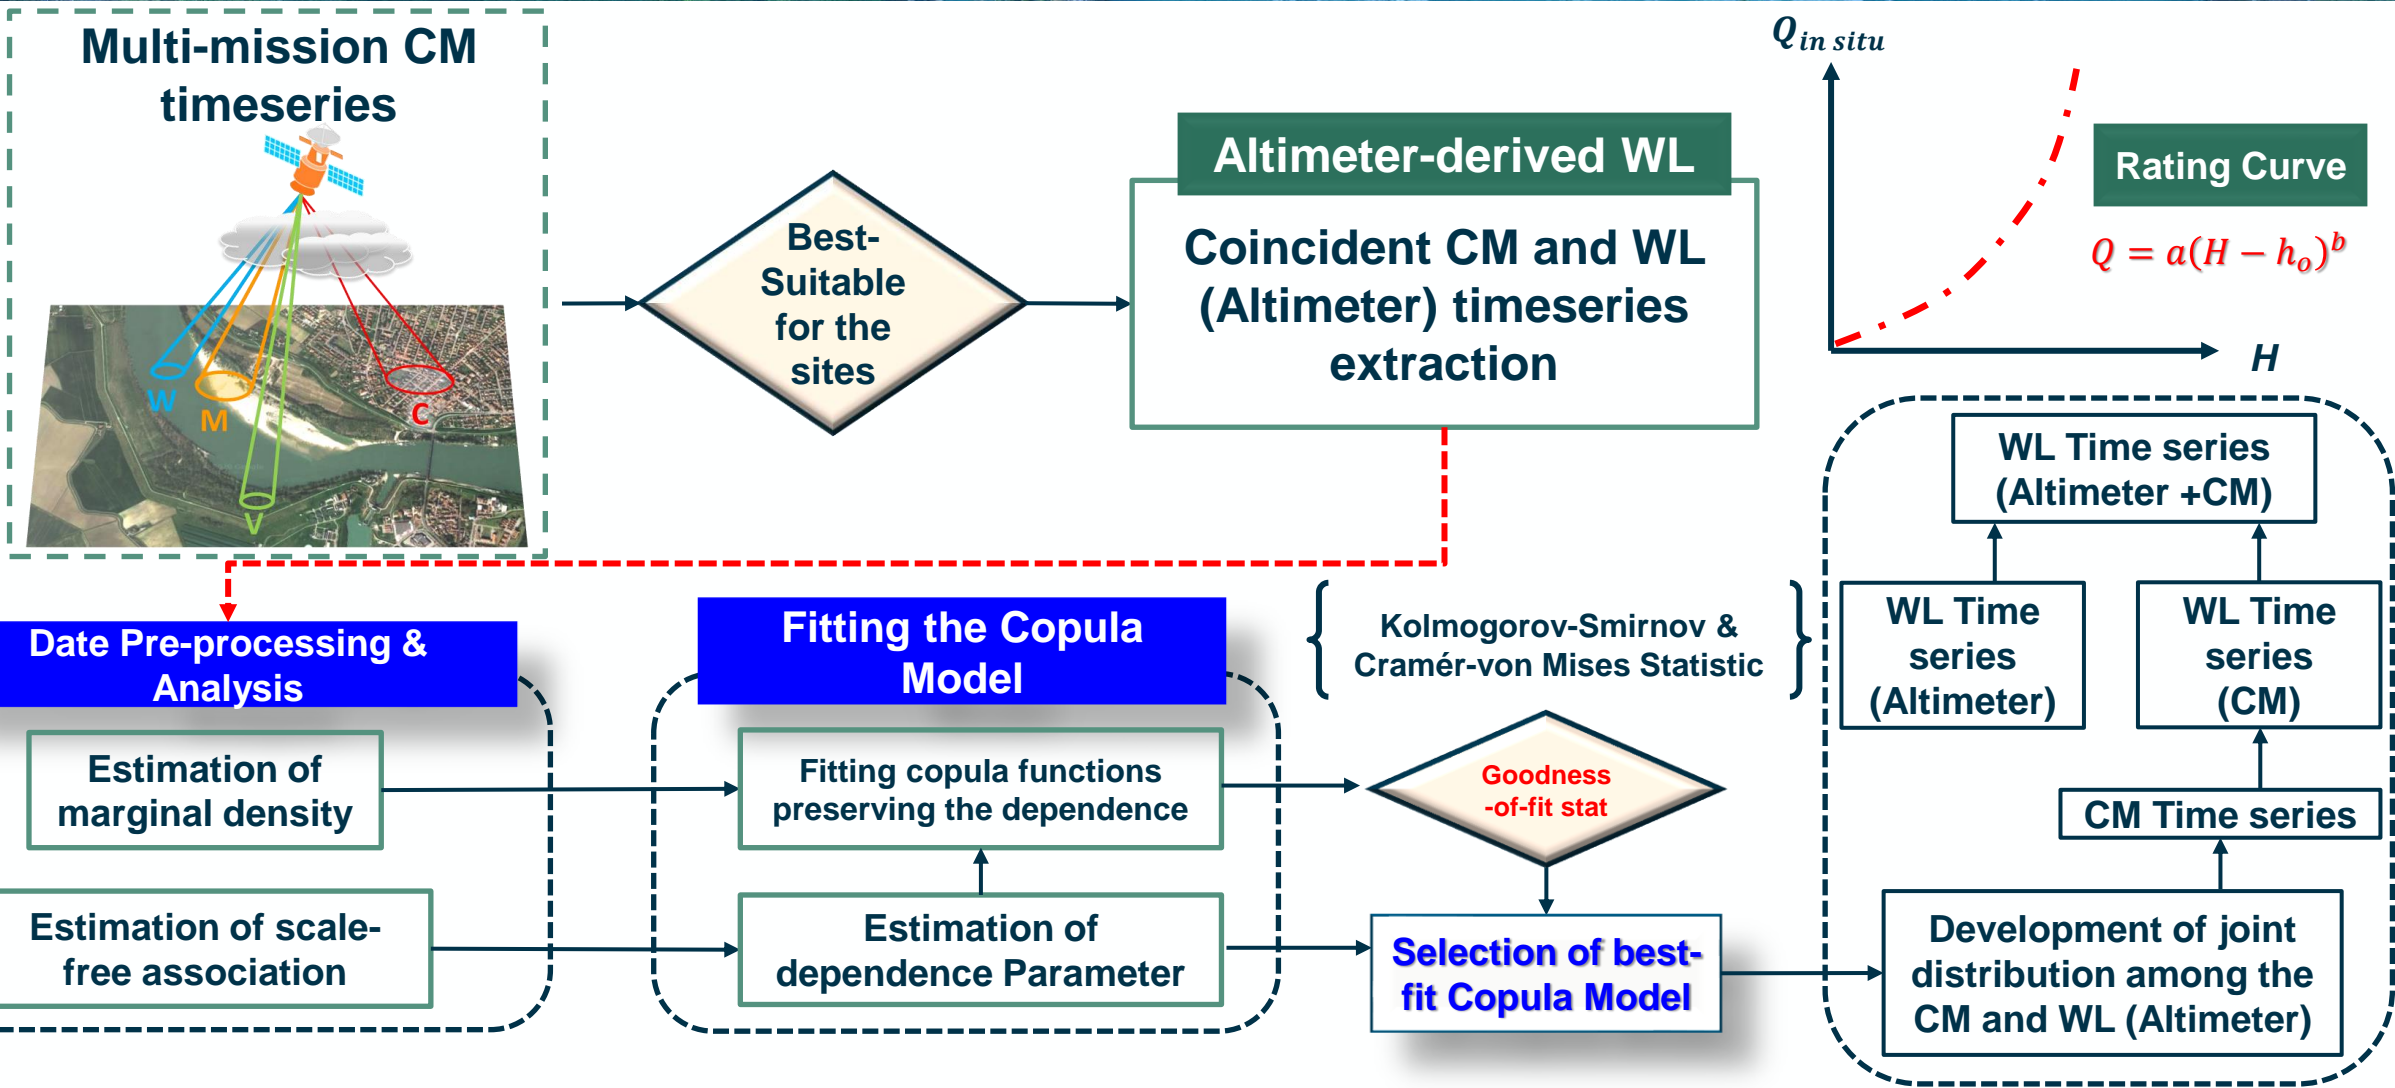 Multi-mission CM
timeseries
W
M
C
V
Best-
Suitable
for the
sites
Altimeter-derived WL
Coincident CM and WL
(Altimeter) timeseries
extraction
Q in situ
H
Rating Curve
Q = a(H − hₒ)ᵇ
Date Pre-processing &
Analysis
Estimation of
marginal density
Estimation of scale-
free association
Fitting the Copula
Model
Fitting copula functions
preserving the dependence
Estimation of
dependence Parameter
Kolmogorov-Smirnov &
Cramér-von Mises Statistic
Goodness
-of-fit stat
Selection of best-
fit Copula Model
WL Time series
(Altimeter +CM)
WL Time
series
(Altimeter)
WL Time
series
(CM)
CM Time series
Development of joint
distribution among the
CM and WL (Altimeter)